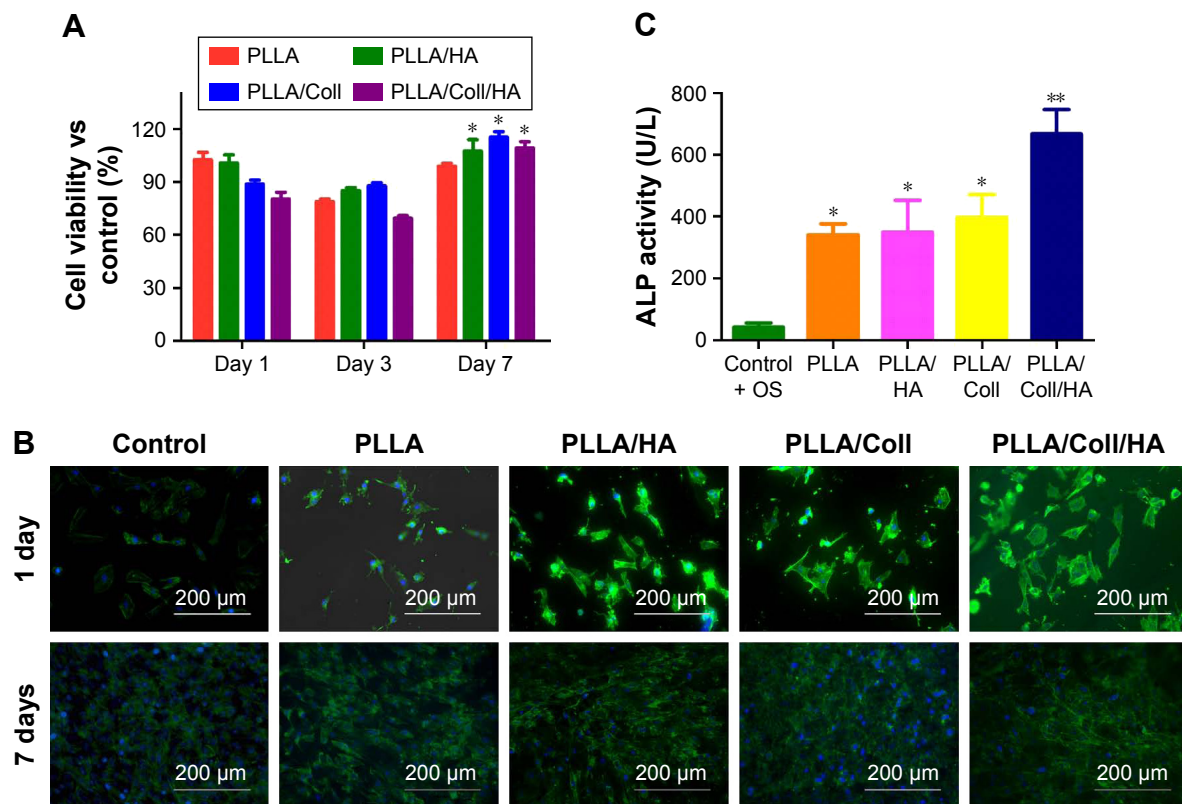 A
PLLA
PLLA/HA
PLLA/Coll
PLLA/Coll/HA
Cell viability vs
control (%)
120
90
60
30
0
* * *
Day 1 Day 3 Day 7
C
ALP activity (U/L)
800
600
400
200
0
* * * **
Control
+ OS
PLLA
PLLA/
HA
PLLA/
Coll
PLLA/
Coll/HA
B
Control PLLA PLLA/HA PLLA/Coll PLLA/Coll/HA
1 day
200 µm 200 µm 200 µm 200 µm 200 µm
7 days
200 µm 200 µm 200 µm 200 µm 200 µm